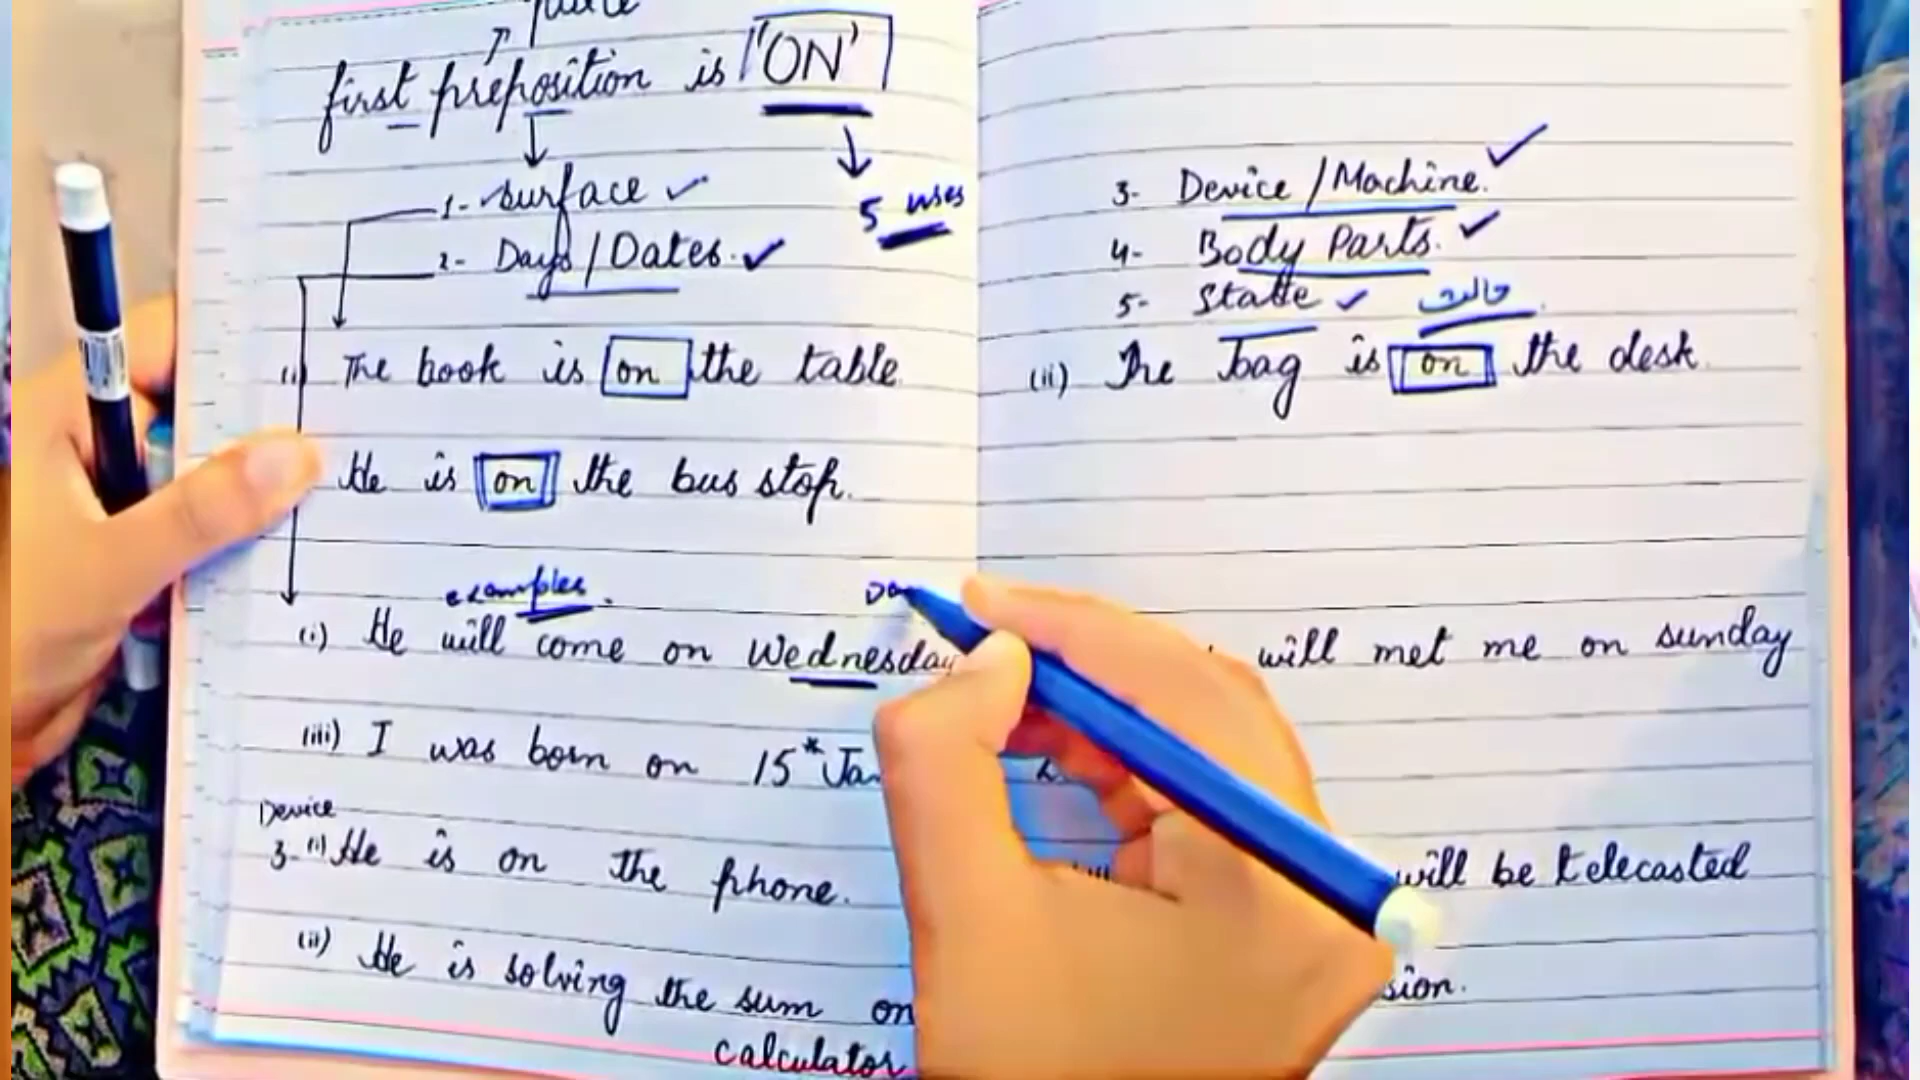 first preposition is 'ON'
5 uses
1- surface
2- Days/Dates.
3- Device/Machine.
4- Body Parts.
5- State حالت
(i) The book is on the table
(ii) The bag is on the desk.
He is on the bus stop.
examples.
(i) He will come on Wednesday
will met me on sunday
(iii) I was born on 15 Jan
Device
3- (i) He is on the phone.
will be telecasted
(ii) He is solving the sum on
sion.
calculator